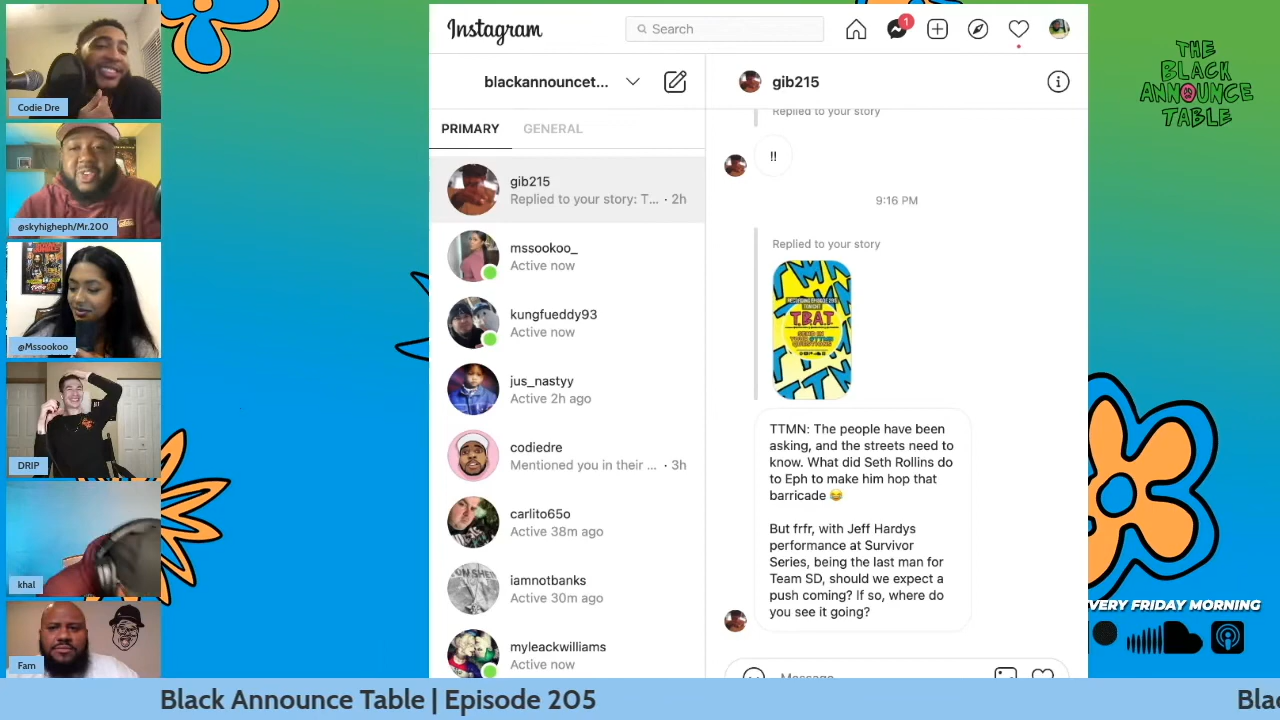 Codie Dre
@skyhigheph/Mr.200
@Mssookoo
DRIP
khal
Fam
Instagram
Search
1
blackannouncet...
PRIMARY
GENERAL
gib215
Replied to your story: T... · 2h
mssookoo_
Active now
kungfueddy93
Active now
jus_nastyy
Active 2h ago
codiedre
Mentioned you in their ... · 3h
carlito65o
Active 38m ago
iamnotbanks
Active 30m ago
myleackwilliams
Active now
gib215
Replied to your story
!!
9:16 PM
Replied to your story
T.B.A.T.
SEND IN
QUESTIONS
TTMN: The people have been
asking, and the streets need to
know. What did Seth Rollins do
to Eph to make him hop that
barricade 😂
But frfr, with Jeff Hardys
performance at Survivor
Series, being the last man for
Team SD, should we expect a
push coming? If so, where do
you see it going?
Message...
THE
BLACK
ANNOUNCE
TABLE
EVERY FRIDAY MORNING
Black Announce Table | Episode 205
Blac